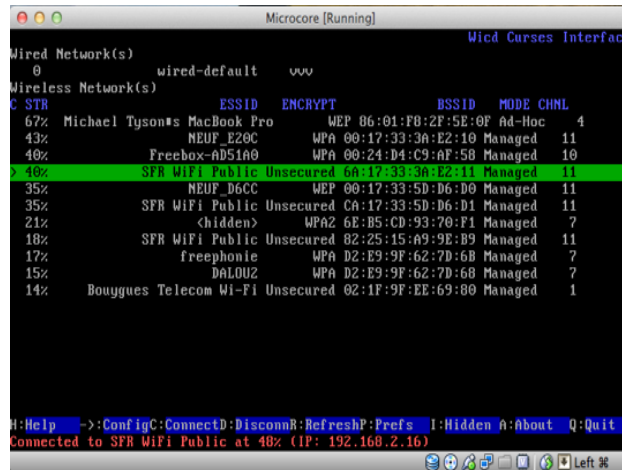 Microcore [Running]
Wicd Curses Interfac
Wired Network(s)
0 wired-default vvv
Wireless Network(s)
C STR ESSID ENCRYPT BSSID MODE CHNL
67% Michael Tyson■s MacBook Pro WEP 86:01:F8:2F:5E:0F Ad-Hoc 4
43% NEUF_E20C WPA 00:17:33:3A:E2:10 Managed 11
40% Freebox-AD51A0 WPA 00:24:D4:C9:AF:58 Managed 10
> 40% SFR WiFi Public Unsecured 6A:17:33:3A:E2:11 Managed 11
35% NEUF_D6CC WEP 00:17:33:5D:D6:D0 Managed 11
35% SFR WiFi Public Unsecured CA:17:33:5D:D6:D1 Managed 11
21% <hidden> WPA2 6E:B5:CD:93:70:F1 Managed 7
18% SFR WiFi Public Unsecured 82:25:15:A9:9E:B9 Managed 11
17% freephonie WPA D2:E9:9F:62:7D:6B Managed 7
15% DALOU2 WPA D2:E9:9F:62:7D:68 Managed 7
14% Bouygues Telecom Wi-Fi Unsecured 02:1F:9F:EE:69:80 Managed 1
H:Help ->:ConfigC:ConnectD:DisconnR:RefreshP:Prefs I:Hidden A:About Q:Quit
Connected to SFR WiFi Public at 48% (IP: 192.168.2.16)
Left ⌘